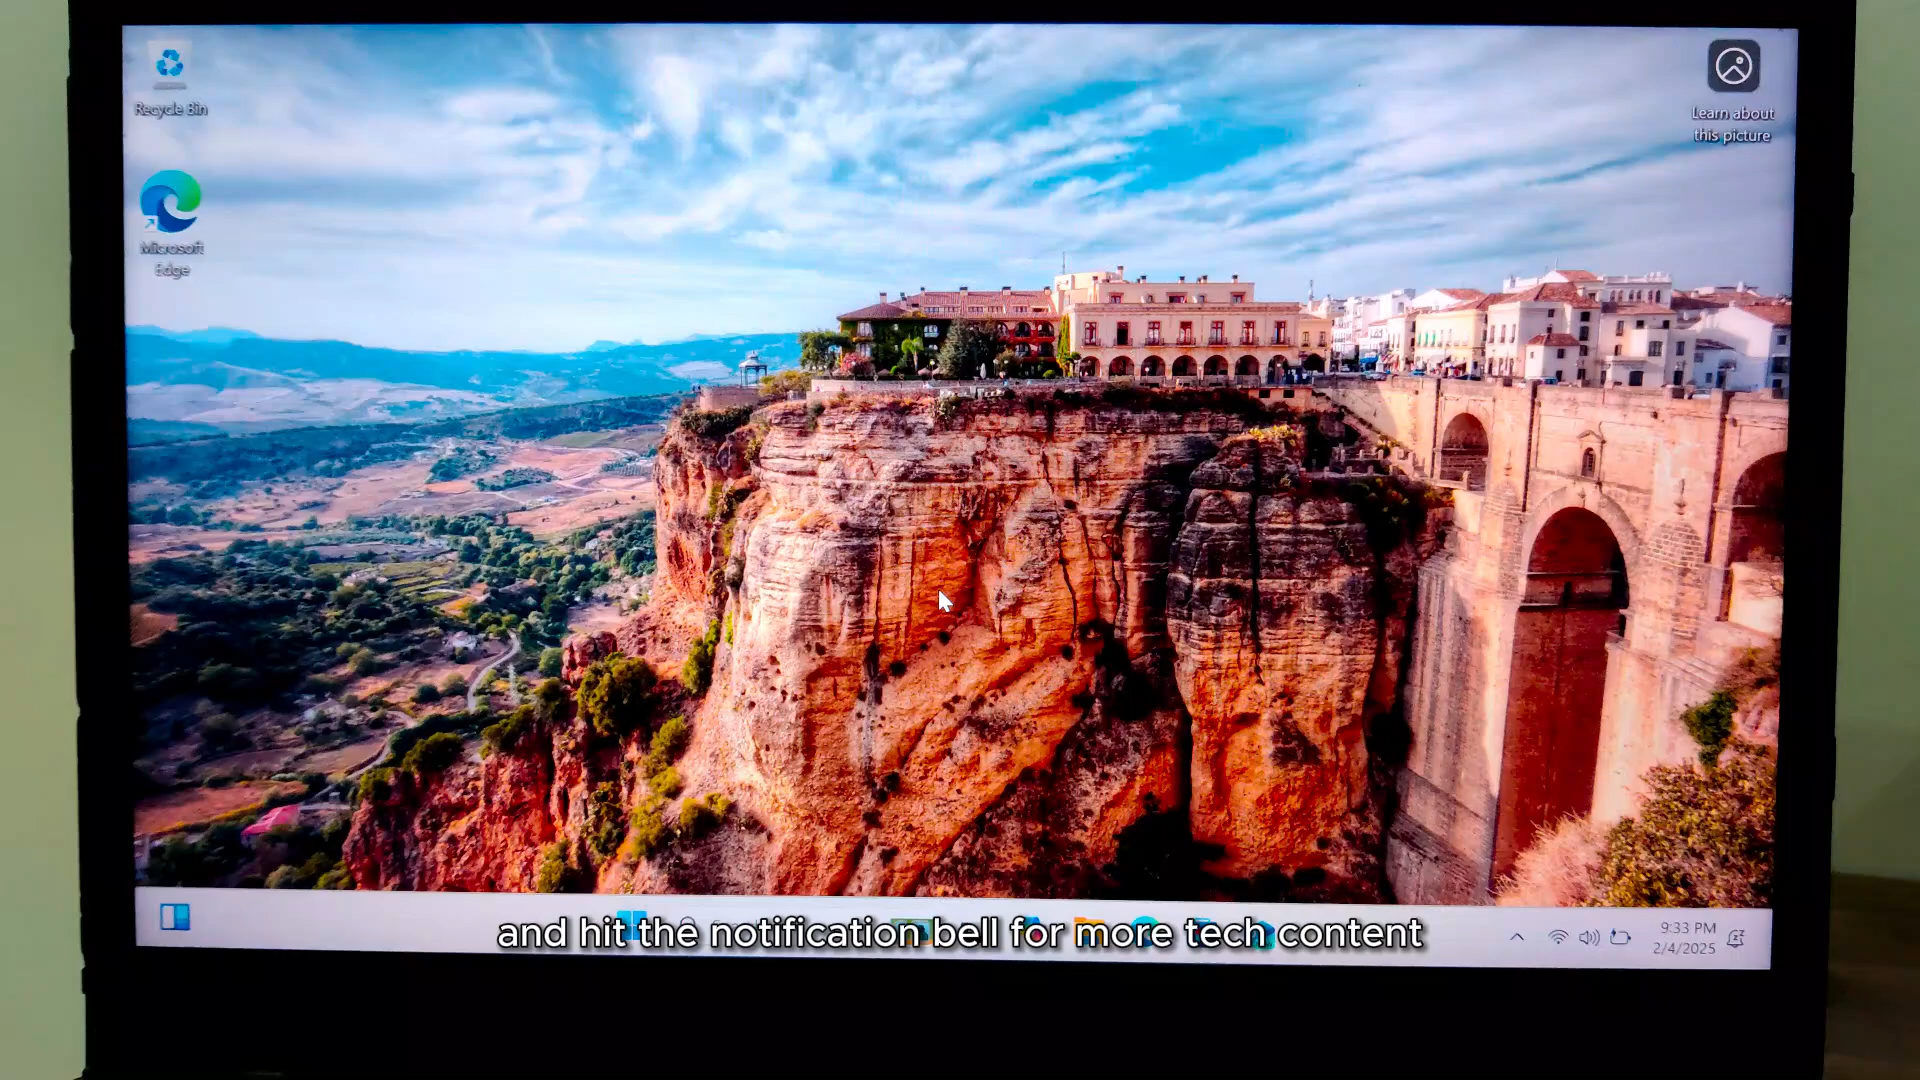 Recycle Bin
Microsoft
Edge
Learn about
this picture
9:33 PM
2/4/2025
and hit the notification bell for more tech content